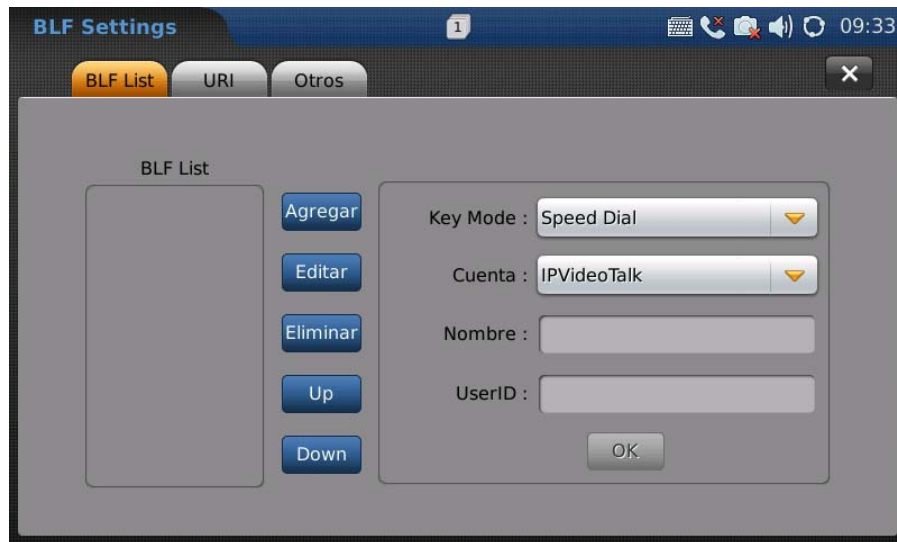 BLF Settings 1 09:33
BLF List URI Otros
BLF List
Agregar
Editar
Eliminar
Up
Down
Key Mode : Speed Dial
Cuenta : IPVideoTalk
Nombre :
UserID :
OK